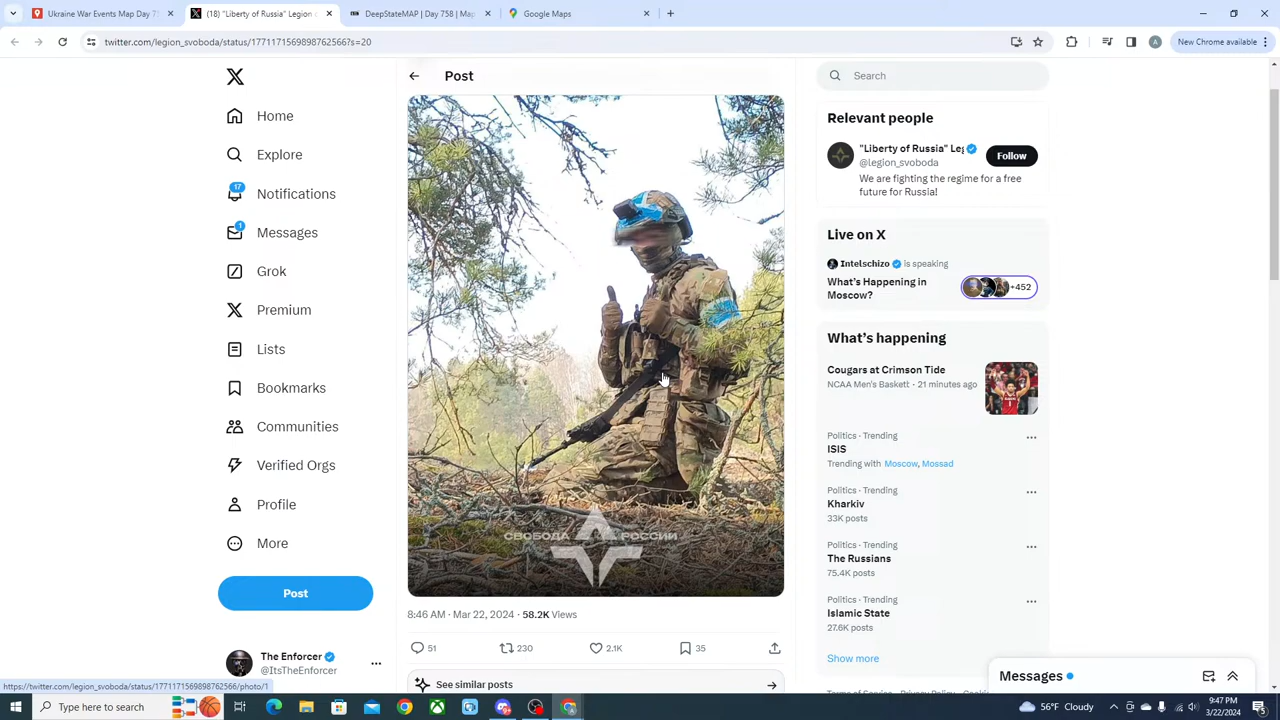 Ukraine War Events Map Day 7
(18) "Liberty of Russia" Legion o
DeepStateMAP | Day 758 | Map
Google Maps
twitter.com/legion_svoboda/status/1771171569898762566?s=20
New Chrome available
Post
Search
Home
Explore
17
Notifications
1
Messages
Grok
Premium
Lists
Bookmarks
Communities
Verified Orgs
Profile
More
Post
The Enforcer
@ItsTheEnforcer
СВОБОДА РОССИИ
8:46 AM · Mar 22, 2024 · 58.2K Views
51
230
2.1K
35
See similar posts
Relevant people
"Liberty of Russia" Leg
@legion_svoboda
Follow
We are fighting the regime for a free
future for Russia!
Live on X
Intelschizo is speaking
What's Happening in
Moscow?
+452
What's happening
Cougars at Crimson Tide
NCAA Men's Baskett · 21 minutes ago
Politics · Trending
ISIS
Trending with Moscow, Mossad
Politics · Trending
Kharkiv
33K posts
Politics · Trending
The Russians
75.4K posts
Politics · Trending
Islamic State
27.6K posts
Show more
Messages
https://twitter.com/legion_svoboda/status/1771171569898762566/photo/1
Type here to search
56°F Cloudy
9:47 PM
3/22/2024